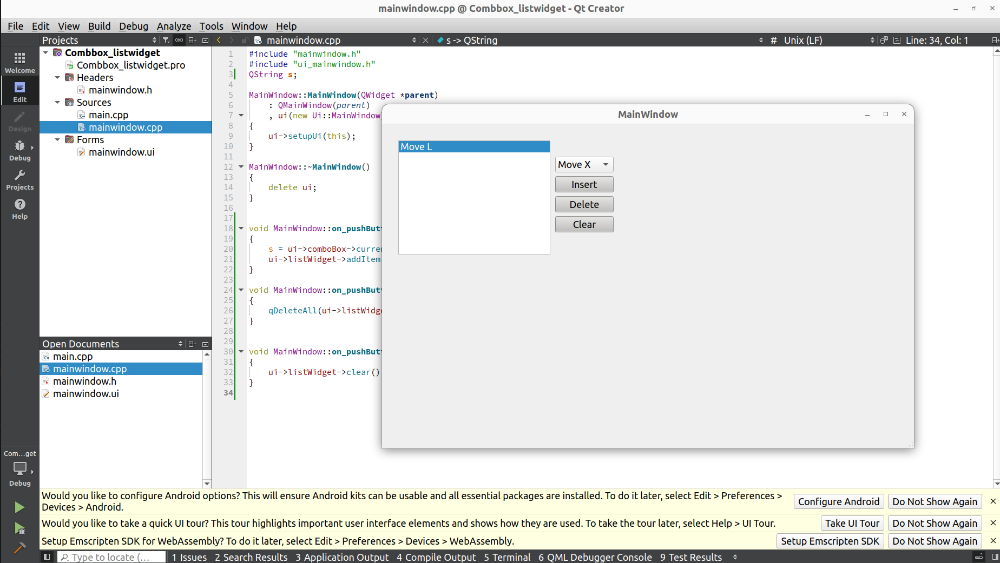 mainwindow.cpp @ Combbox_listwidget - Qt Creator
File Edit View Build Debug Analyze Tools Window Help
Projects
mainwindow.cpp
s -> QString
# Unix (LF)
Line: 34, Col: 1
Welcome
Edit
Design
Debug
Projects
Help
Com...get
Debug
Combbox_listwidget
Combbox_listwidget.pro
Headers
mainwindow.h
Sources
main.cpp
mainwindow.cpp
Forms
mainwindow.ui
Open Documents
main.cpp
mainwindow.cpp
mainwindow.h
mainwindow.ui
1 #include "mainwindow.h"
2 #include "ui_mainwindow.h"
3 QString s;
4
5 MainWindow::MainWindow(QWidget *parent)
6 : QMainWindow(parent)
7 , ui(new Ui::MainWindow
8 {
9 ui->setupUi(this);
10 }
11
12 MainWindow::~MainWindow()
13 {
14 delete ui;
15 }
16
17
18 void MainWindow::on_pushBut
19 {
20 s = ui->comboBox->curre
21 ui->listWidget->addItem
22 }
23
24 void MainWindow::on_pushBut
25 {
26 qDeleteAll(ui->listWidg
27 }
28
29
30 void MainWindow::on_pushBut
31 {
32 ui->listWidget->clear()
33 }
34
MainWindow
Move L
Move X
Insert
Delete
Clear
Would you like to configure Android options? This will ensure Android kits can be usable and all essential packages are installed. To do it later, select Edit > Preferences >
Devices > Android.
Configure Android
Do Not Show Again
Would you like to take a quick UI tour? This tour highlights important user interface elements and shows how they are used. To take the tour later, select Help > UI Tour.
Take UI Tour
Do Not Show Again
Setup Emscripten SDK for WebAssembly? To do it later, select Edit > Preferences > Devices > WebAssembly.
Setup Emscripten SDK
Do Not Show Again
Type to locate (...
1 Issues 2 Search Results 3 Application Output 4 Compile Output 5 Terminal 6 QML Debugger Console 9 Test Results